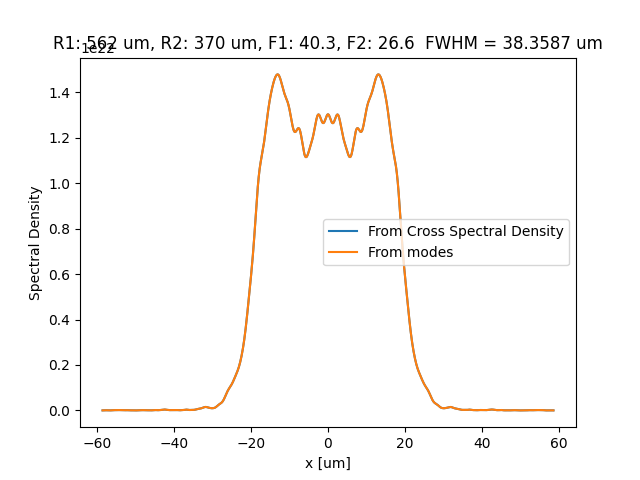 R1: 562 um, R2: 370 um, F1: 40.3, F2: 26.6  FWHM = 38.3587 um
1e22
1.4
1.2
1.0
0.8
0.6
0.4
0.2
0.0
Spectral Density
From Cross Spectral Density
From modes
−60 −40 −20 0 20 40 60
x [um]